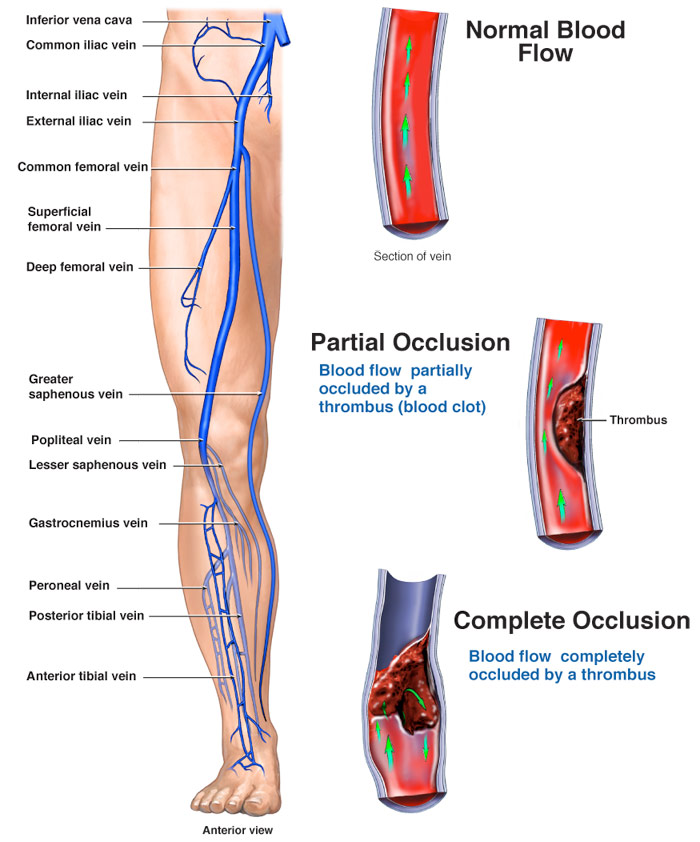 Inferior vena cava
Common iliac vein
Internal iliac vein
External iliac vein
Common femoral vein
Superficial
femoral vein
Deep femoral vein
Greater
saphenous vein
Popliteal vein
Lesser saphenous vein
Gastrocnemius vein
Peroneal vein
Posterior tibial vein
Anterior tibial vein
Anterior view
Normal Blood
Flow
Section of vein
Partial Occlusion
Blood flow partially
occluded by a
thrombus (blood clot)
Thrombus
Complete Occlusion
Blood flow completely
occluded by a thrombus